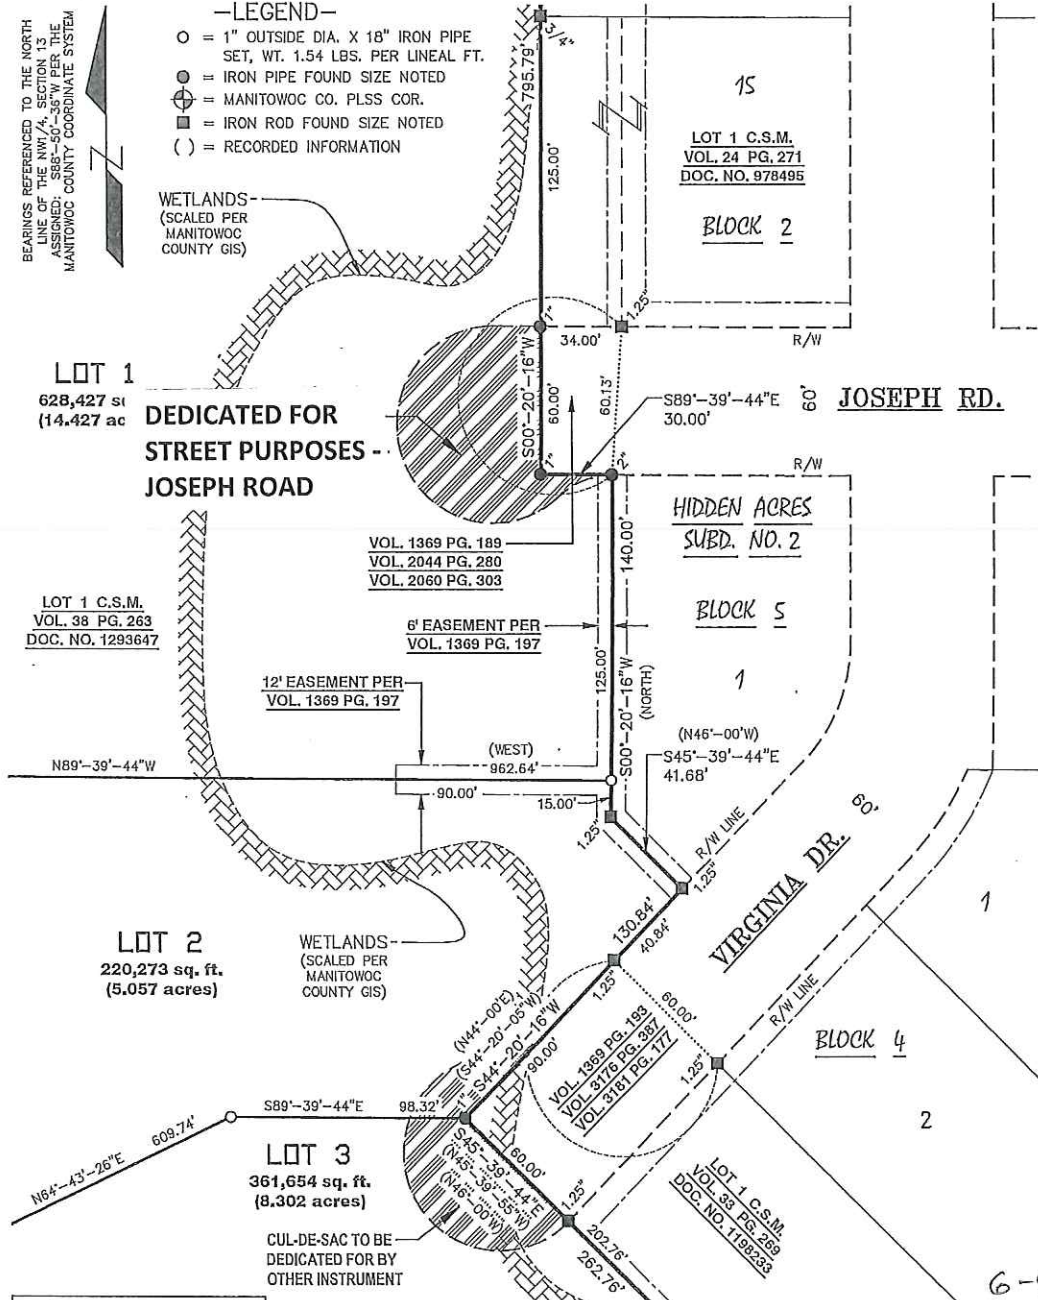 -LEGEND-
○ = 1" OUTSIDE DIA. X 18" IRON PIPE
SET, WT. 1.54 LBS. PER LINEAL FT.
= IRON PIPE FOUND SIZE NOTED
= MANITOWOC CO. PLSS COR.
= IRON ROD FOUND SIZE NOTED
( ) = RECORDED INFORMATION
BEARINGS REFERENCED TO THE NORTH
LINE OF THE NW1/4, SECTION 13
ASSIGNED: S88°-50'-36"W PER THE
MANITOWOC COUNTY COORDINATE SYSTEM
N
WETLANDS
(SCALED PER
MANITOWOC
COUNTY GIS)
3/4"
795.79'
125.00'
15
LOT 1 C.S.M.
VOL. 24 PG. 271
DOC. NO. 978495
BLOCK 2
1"
1.25"
34.00'
R/W
LOT 1
628,427 s
(14.427 ac
DEDICATED FOR
STREET PURPOSES -
JOSEPH ROAD
S00°-20'-16"W
60.00'
60.13'
S89°-39'-44"E
30.00'
60'
JOSEPH RD.
1"
2"
R/W
HIDDEN ACRES
SUBD. NO. 2
VOL. 1369 PG. 189
VOL. 2044 PG. 280
VOL. 2060 PG. 303
140.00'
LOT 1 C.S.M.
VOL. 38 PG. 263
DOC. NO. 1293647
BLOCK 5
6' EASEMENT PER
VOL. 1369 PG. 197
125.00'
S00°-20'-16"W
(NORTH)
1
12' EASEMENT PER
VOL. 1369 PG. 197
(N46°-00'W)
S45°-39'-44"E
41.68'
N89°-39'-44"W
(WEST)
962.64'
90.00'
15.00'
1.25"
1.25"
R/W LINE
60'
VIRGINIA DR.
130.84'
40.84'
1
LOT 2
220,273 sq. ft.
(5.057 acres)
WETLANDS
(SCALED PER
MANITOWOC
COUNTY GIS)
1.25"
60.00'
R/W LINE
(N44°-00'E)
(S44°-20'-05"W)
S44°-20'-16"W
90.00'
VOL. 1369 PG. 193
VOL. 3176 PG. 387
VOL. 3181 PG. 177
1.25"
BLOCK 4
2
S89°-39'-44"E
98.32'
1"
609.74'
N64°-43'-26"E
LOT 3
361,654 sq. ft.
(8.302 acres)
S45°-39'-44"E
(N45°-39'-55"W)
(N46°-00'W)
60.00'
1.25"
LOT 1 C.S.M.
VOL. 33 PG. 269
DOC. NO. 1198233
CUL-DE-SAC TO BE
DEDICATED FOR BY
OTHER INSTRUMENT
202.76'
262.76'